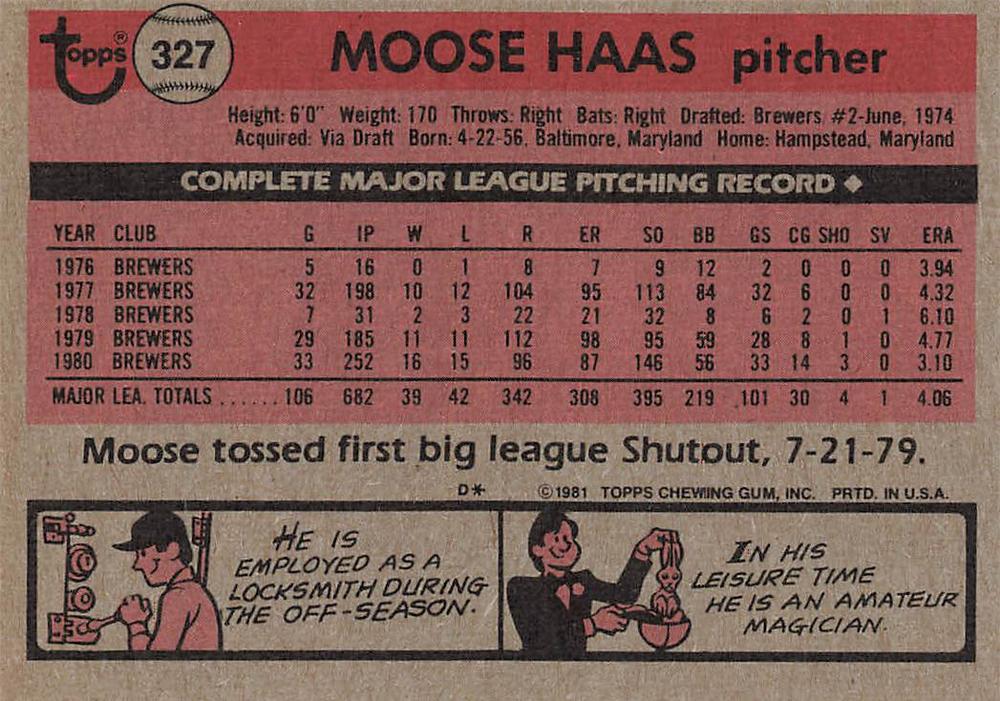 topps® 327 MOOSE HAAS pitcher
Height: 6'0" Weight: 170 Throws: Right Bats: Right Drafted: Brewers #2-June, 1974
Acquired: Via Draft Born: 4-22-56, Baltimore, Maryland Home: Hampstead, Maryland
COMPLETE MAJOR LEAGUE PITCHING RECORD ◆
YEAR CLUB G IP W L R ER SO BB GS CG SHO SV ERA
1976 BREWERS 5 16 0 1 8 7 9 12 2 0 0 0 3.94
1977 BREWERS 32 198 10 12 104 95 113 84 32 6 0 0 4.32
1978 BREWERS 7 31 2 3 22 21 32 8 6 2 0 1 6.10
1979 BREWERS 29 185 11 11 112 98 95 59 28 8 1 0 4.77
1980 BREWERS 33 252 16 15 96 87 146 56 33 14 3 0 3.10
MAJOR LEA. TOTALS ...... 106 682 39 42 342 308 395 219 101 30 4 1 4.06
Moose tossed first big league Shutout, 7-21-79.
D* ©1981 TOPPS CHEWING GUM, INC. PRTD. IN U.S.A.
HE IS
EMPLOYED AS A
LOCKSMITH DURING
THE OFF-SEASON.
IN HIS
LEISURE TIME
HE IS AN AMATEUR
MAGICIAN.